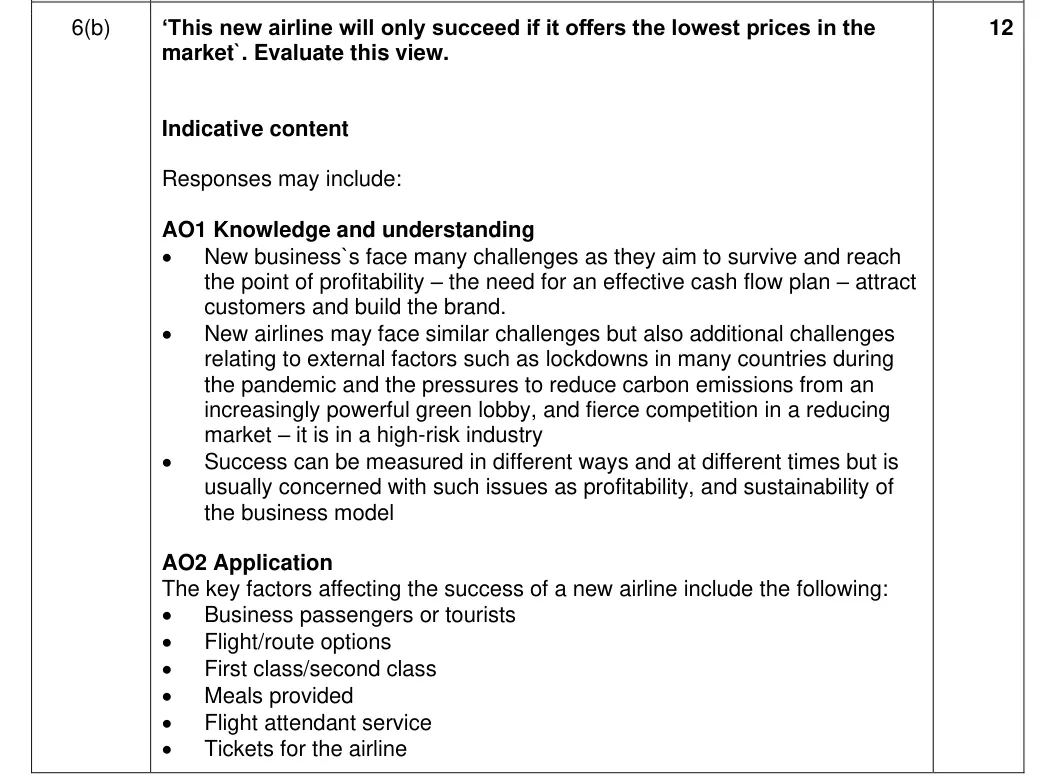 6(b)
‘This new airline will only succeed if it offers the lowest prices in the
market`. Evaluate this view.
12
Indicative content
Responses may include:
AO1 Knowledge and understanding
• New business`s face many challenges as they aim to survive and reach
the point of profitability – the need for an effective cash flow plan – attract
customers and build the brand.
• New airlines may face similar challenges but also additional challenges
relating to external factors such as lockdowns in many countries during
the pandemic and the pressures to reduce carbon emissions from an
increasingly powerful green lobby, and fierce competition in a reducing
market – it is in a high-risk industry
• Success can be measured in different ways and at different times but is
usually concerned with such issues as profitability, and sustainability of
the business model
AO2 Application
The key factors affecting the success of a new airline include the following:
• Business passengers or tourists
• Flight/route options
• First class/second class
• Meals provided
• Flight attendant service
• Tickets for the airline